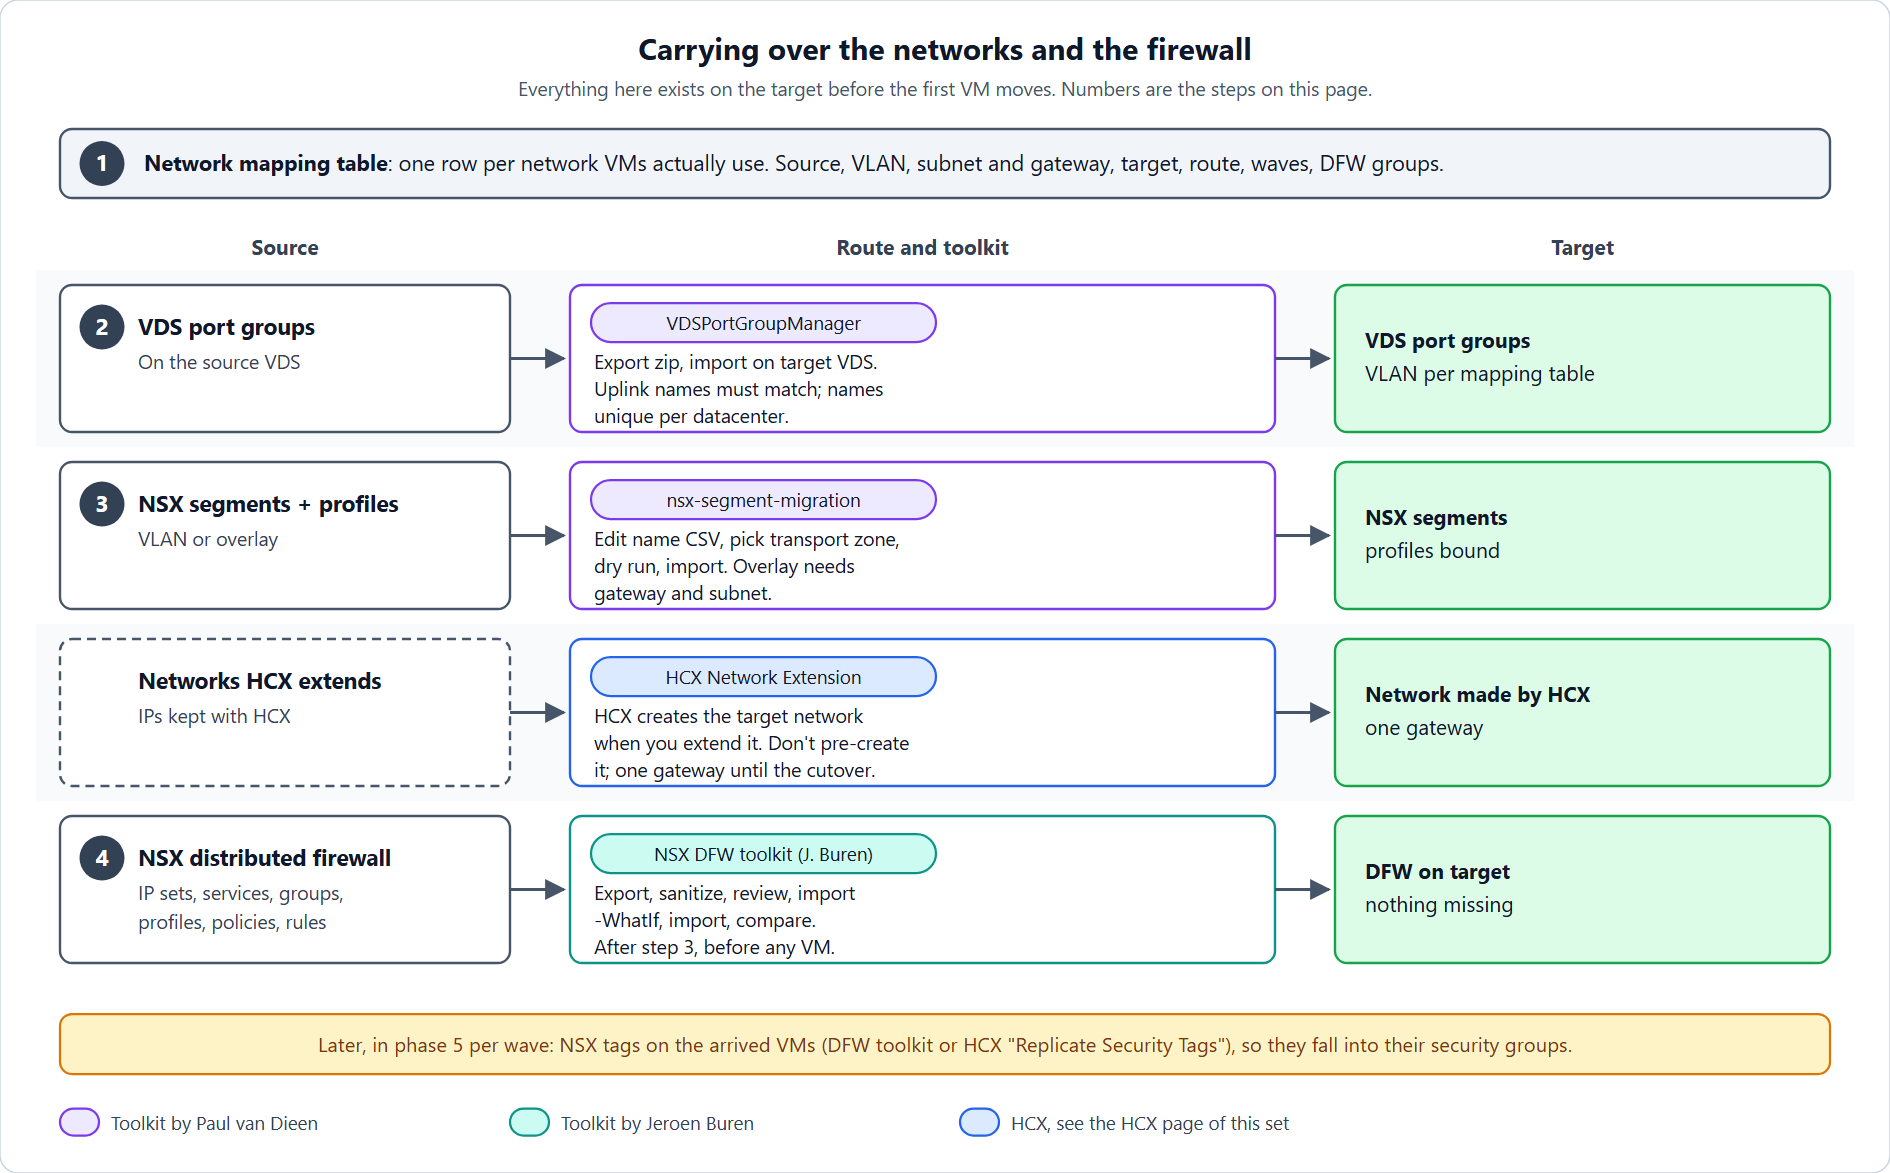 Carrying over the networks and the firewall
Everything here exists on the target before the first VM moves. Numbers are the steps on this page.
1 Network mapping table: one row per network VMs actually use. Source, VLAN, subnet and gateway, target, route, waves, DFW groups.
Source
Route and toolkit
Target
2 VDS port groups
On the source VDS
VDSPortGroupManager
Export zip, import on target VDS.
Uplink names must match; names
unique per datacenter.
VDS port groups
VLAN per mapping table
3 NSX segments + profiles
VLAN or overlay
nsx-segment-migration
Edit name CSV, pick transport zone,
dry run, import. Overlay needs
gateway and subnet.
NSX segments
profiles bound
Networks HCX extends
IPs kept with HCX
HCX Network Extension
HCX creates the target network
when you extend it. Don't pre-create
it; one gateway until the cutover.
Network made by HCX
one gateway
4 NSX distributed firewall
IP sets, services, groups,
profiles, policies, rules
NSX DFW toolkit (J. Buren)
Export, sanitize, review, import
-WhatIf, import, compare.
After step 3, before any VM.
DFW on target
nothing missing
Later, in phase 5 per wave: NSX tags on the arrived VMs (DFW toolkit or HCX "Replicate Security Tags"), so they fall into their security groups.
Toolkit by Paul van Dieen
Toolkit by Jeroen Buren
HCX, see the HCX page of this set